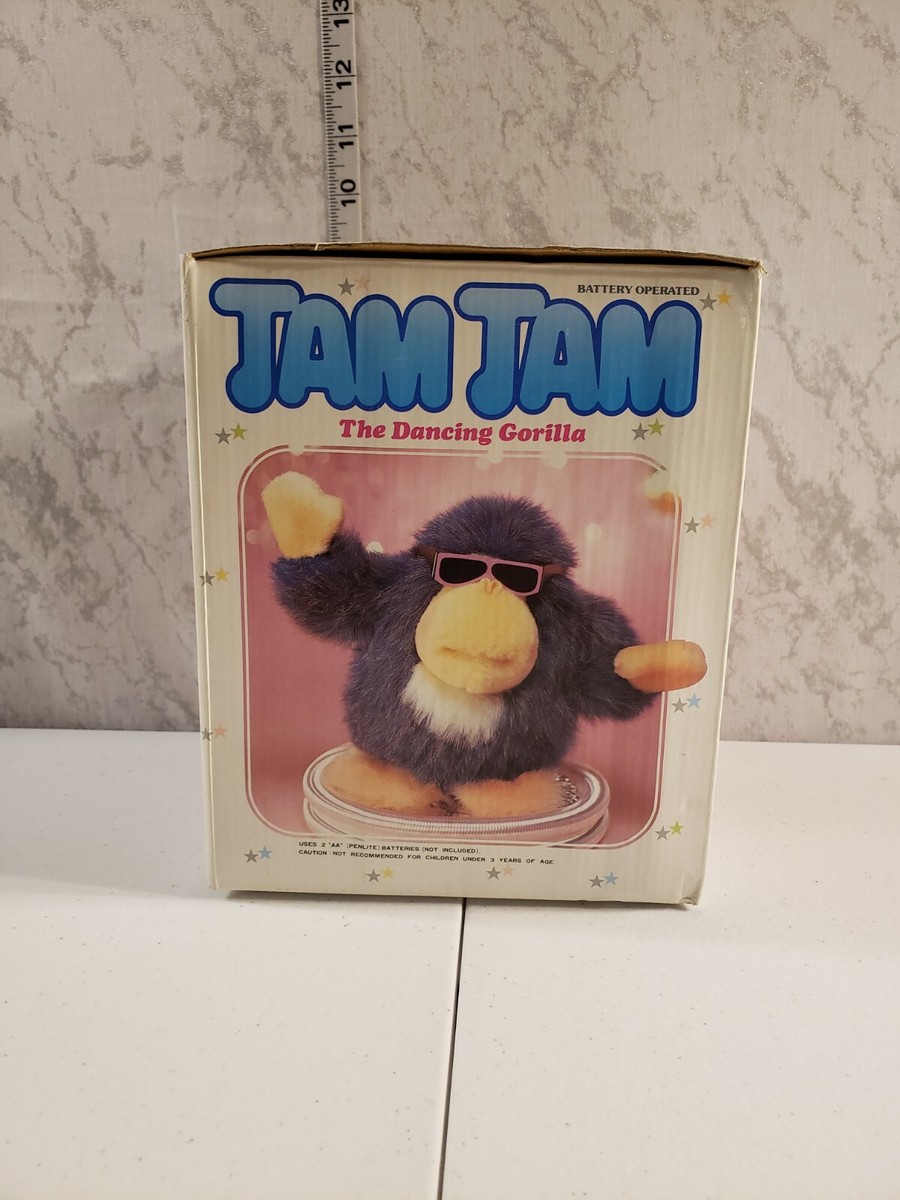 13
12
11
10
BATTERY OPERATED
TAM TAM
The Dancing Gorilla
USES 2 "AA" (PENLITE) BATTERIES (NOT INCLUDED).
CAUTION : NOT RECOMMENDED FOR CHILDREN UNDER 3 YEARS OF AGE.